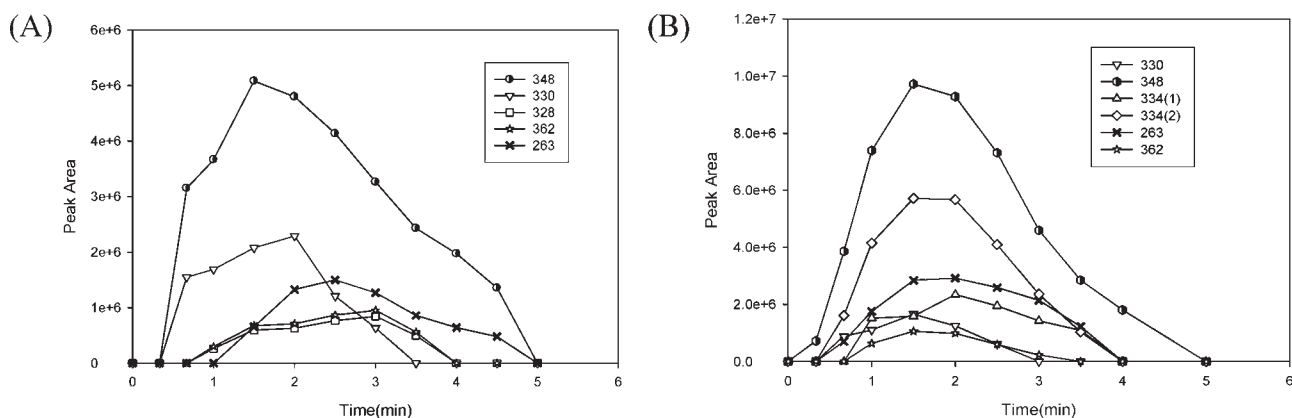 (A)
6e+6
5e+6
4e+6
3e+6
2e+6
1e+6
0
Peak Area
348
330
328
362
263
0 1 2 3 4 5 6
Time(min)
(B)
1.2e+7
1.0e+7
8.0e+6
6.0e+6
4.0e+6
2.0e+6
0.0
Peak Area
330
348
334(1)
334(2)
263
362
0 1 2 3 4 5 6
Time(min)